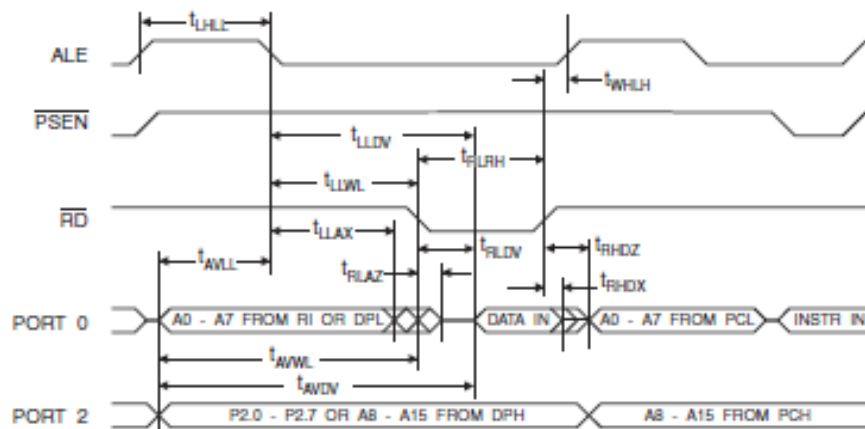 tLHLL
ALE
tWHLH
PSEN
tLLDV
tRLRH
tLLWL
RD
tLLAX
tRLDV
tRHDZ
tAVLL
tRLAZ
tRHDX
PORT 0 A0 - A7 FROM RI OR DPL DATA IN A0 - A7 FROM PCL INSTR IN
tAVWL
tAVDV
PORT 2 P2.0 - P2.7 OR A8 - A15 FROM DPH A8 - A15 FROM PCH